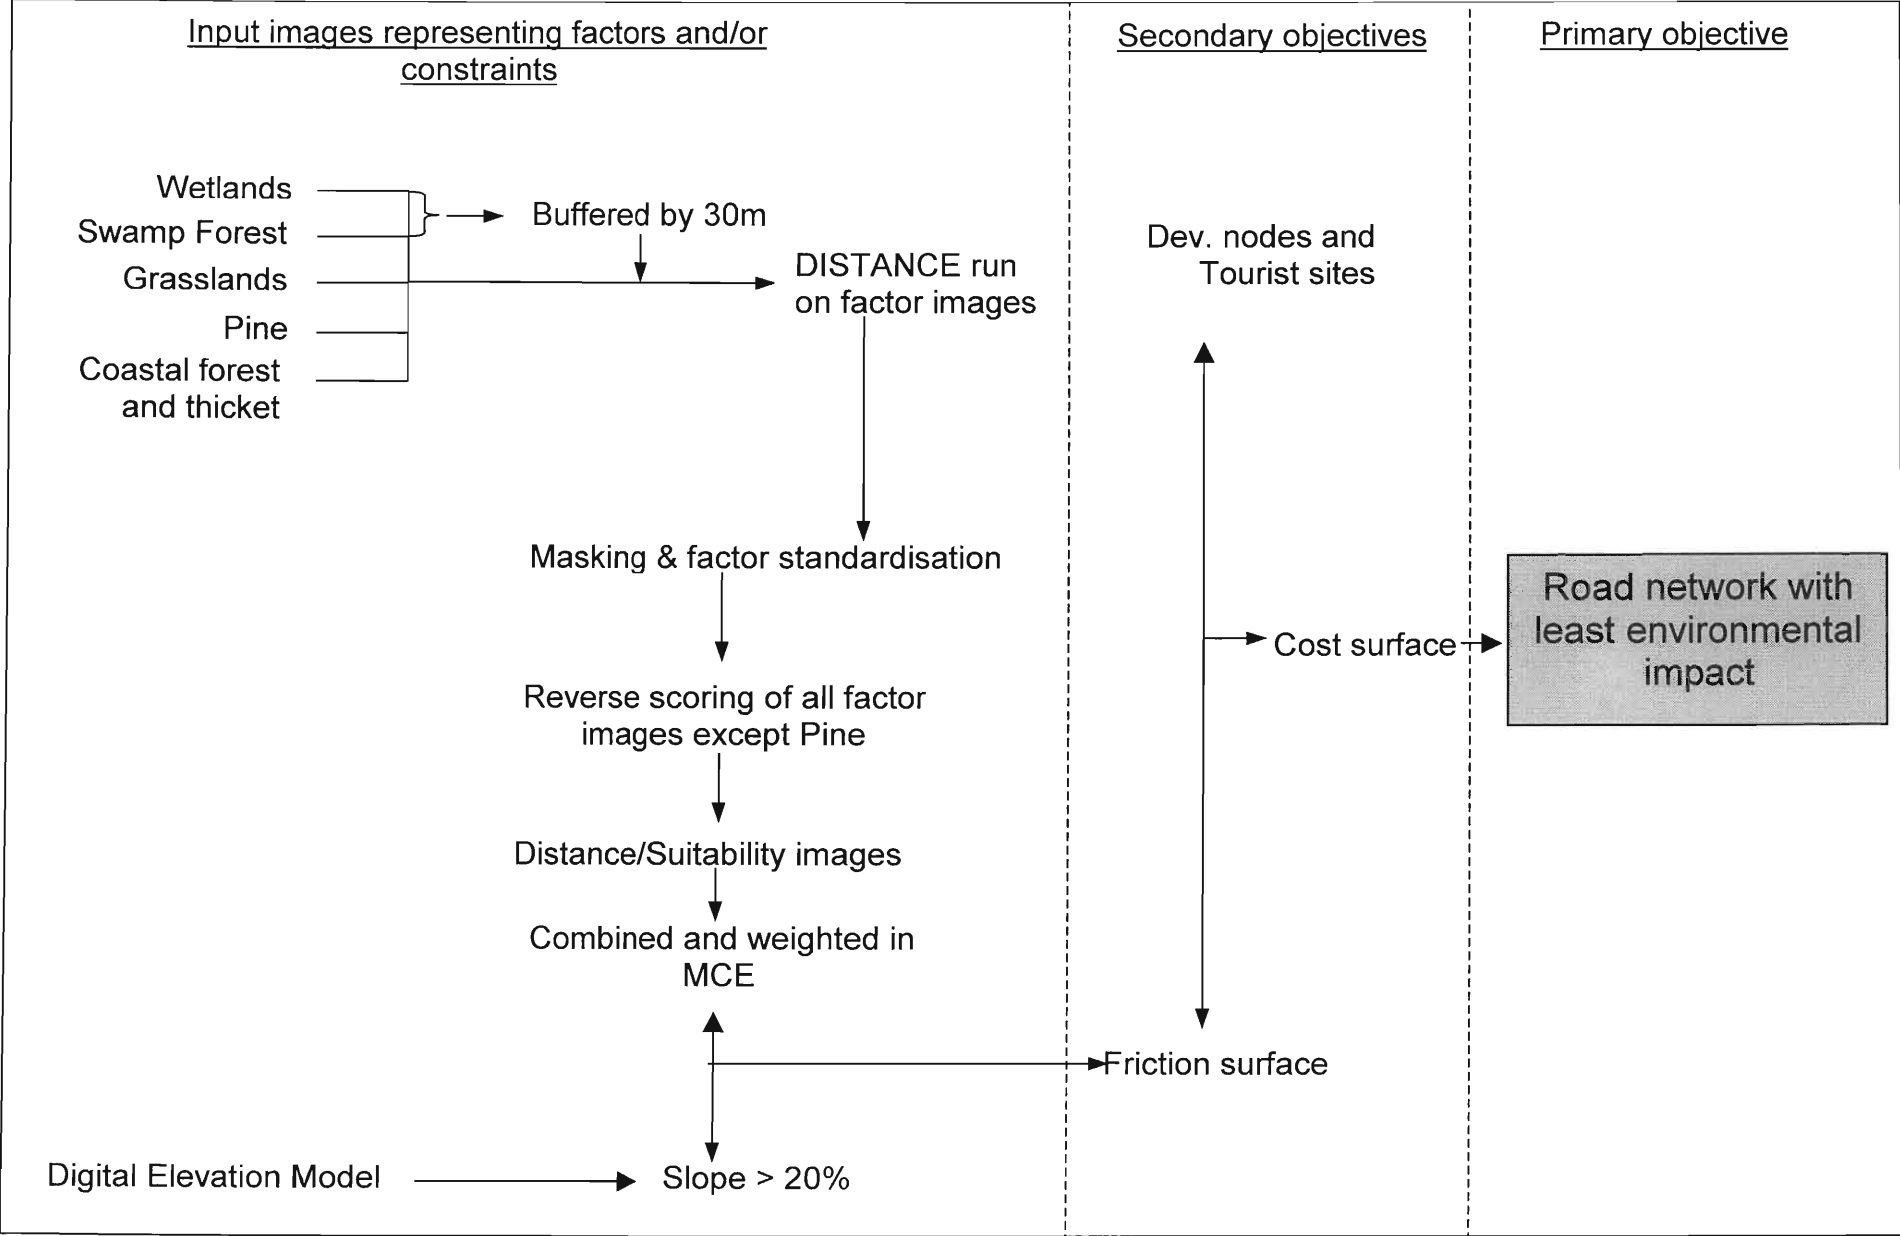 Input images representing factors and/or
constraints
Secondary objectives
Primary objective
Wetlands
Swamp Forest
Grasslands
Pine
Coastal forest
and thicket
Buffered by 30m
DISTANCE run
on factor images
Masking & factor standardisation
Reverse scoring of all factor
images except Pine
Distance/Suitability images
Combined and weighted in
MCE
Digital Elevation Model
Slope > 20%
Dev. nodes and
Tourist sites
Cost surface
Friction surface
Road network with
least environmental
impact